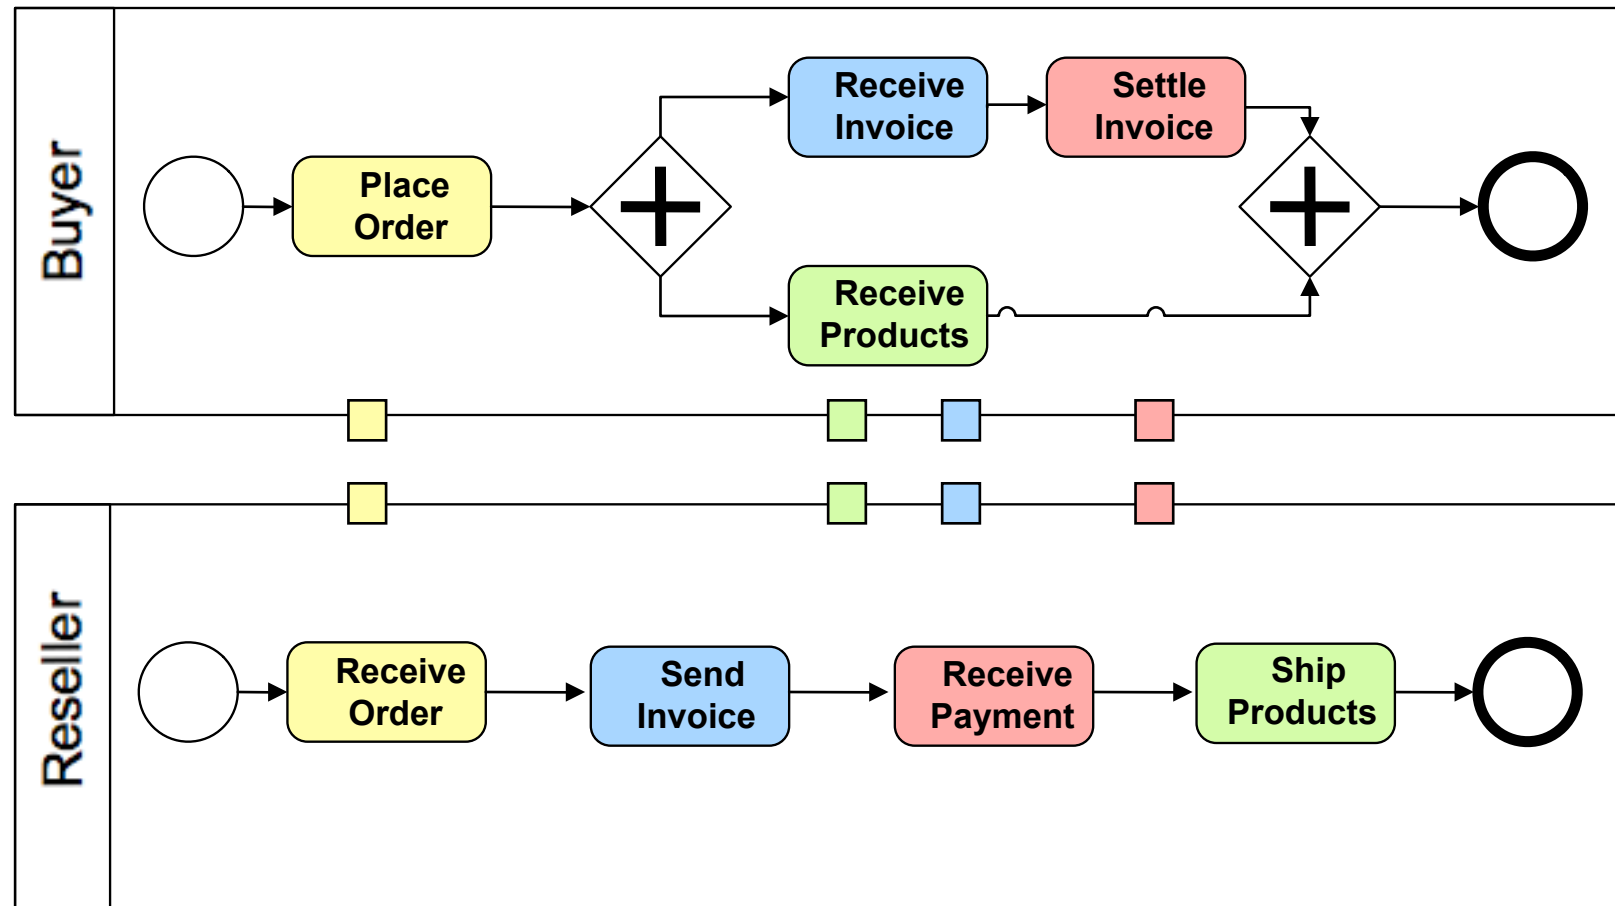 Buyer
Place
Order
Receive
Invoice
Settle
Invoice
Receive
Products
Reseller
Receive
Order
Send
Invoice
Receive
Payment
Ship
Products